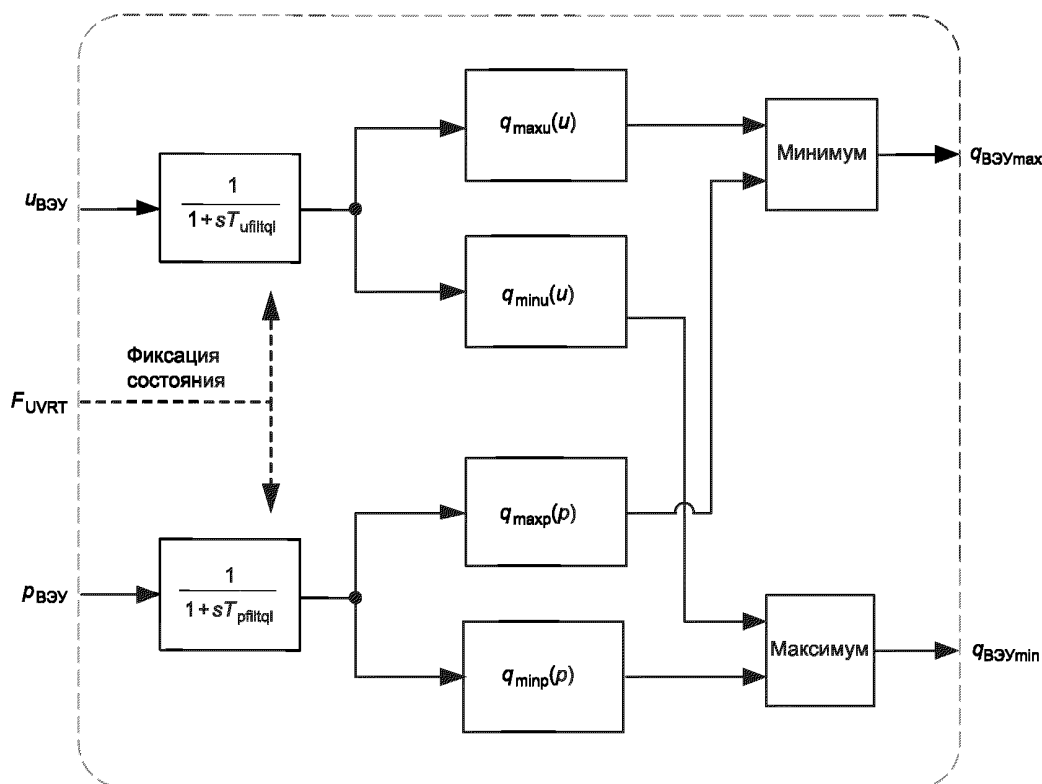 q_maxu(u)
Минимум
q_ВЭУmax
1
u_ВЭУ
1+sT_ufiltql
q_minu(u)
Фиксация
состояния
F_UVRT
q_maxp(p)
1
p_ВЭУ
1+sT_pfiltql
q_minp(p)
Максимум
q_ВЭУmin